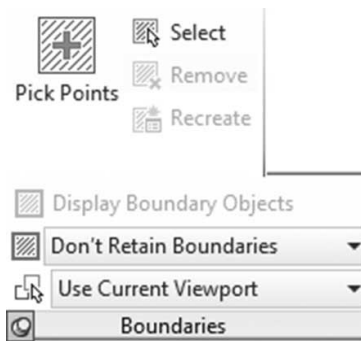 Select
Remove
Pick Points
Recreate
Display Boundary Objects
Don't Retain Boundaries
Use Current Viewport
Boundaries